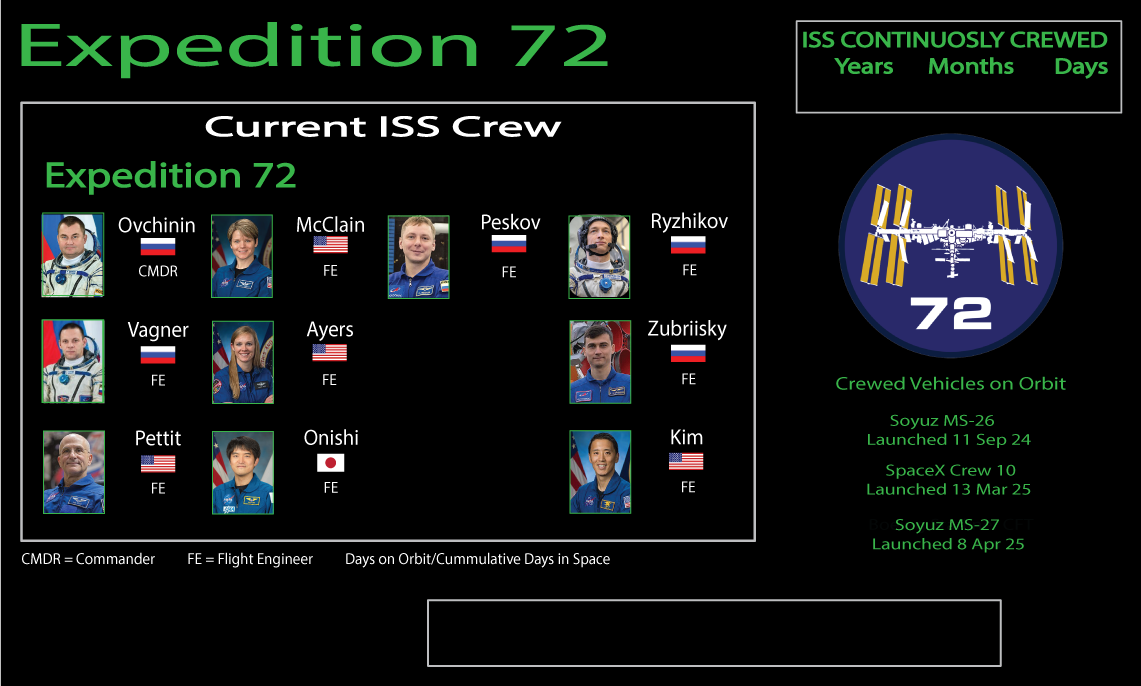 Expedition 72
ISS CONTINUOSLY CREWED
Years Months Days
Current ISS Crew
Expedition 72
Ovchinin
CMDR
McClain
FE
Peskov
FE
Ryzhikov
FE
Vagner
FE
Ayers
FE
Zubriisky
FE
Pettit
FE
Onishi
FE
Kim
FE
CMDR = Commander FE = Flight Engineer Days on Orbit/Cummulative Days in Space
72
Crewed Vehicles on Orbit
Soyuz MS-26
Launched 11 Sep 24
SpaceX Crew 10
Launched 13 Mar 25
Soyuz MS-27
Launched 8 Apr 25